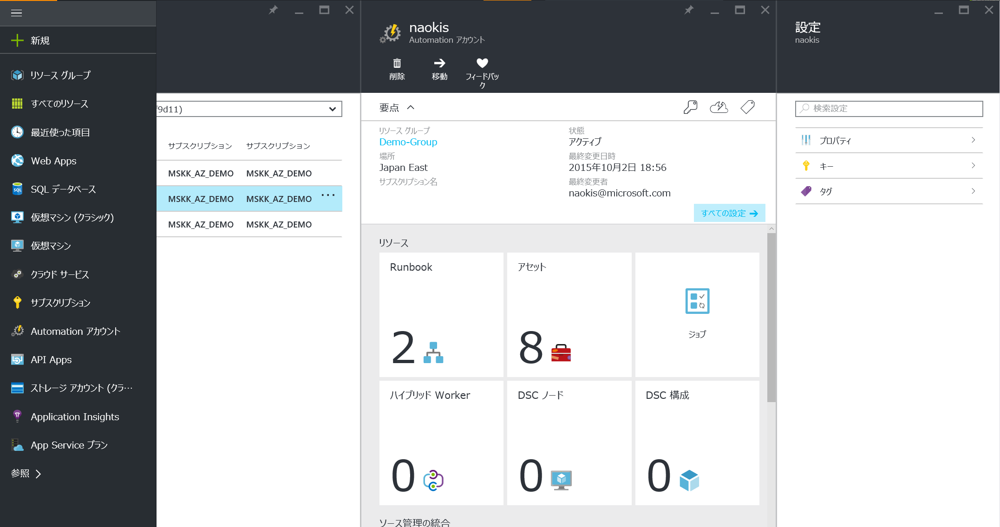 新規
リソース グループ
すべてのリソース
最近使った項目
Web Apps
SQL データベース
仮想マシン (クラシック)
仮想マシン
クラウド サービス
サブスクリプション
Automation アカウント
API Apps
ストレージ アカウント (クラ…
Application Insights
App Service プラン
参照
f9d11)
サブスクリプション サブスクリプション
MSKK_AZ_DEMO MSKK_AZ_DEMO
MSKK_AZ_DEMO MSKK_AZ_DEMO ...
MSKK_AZ_DEMO MSKK_AZ_DEMO
naokis
Automation アカウント
削除
移動
フィードバッ
ク
要点
リソース グループ
Demo-Group
場所
Japan East
サブスクリプション名
状態
アクティブ
最終変更日時
2015年10月2日 18:56
最終変更者
naokis@microsoft.com
すべての設定
リソース
Runbook
2
アセット
8
ジョブ
ハイブリッド Worker
0
DSC ノード
0
DSC 構成
0
ソース管理の統合
設定
naokis
検索設定
プロパティ
キー
タグ